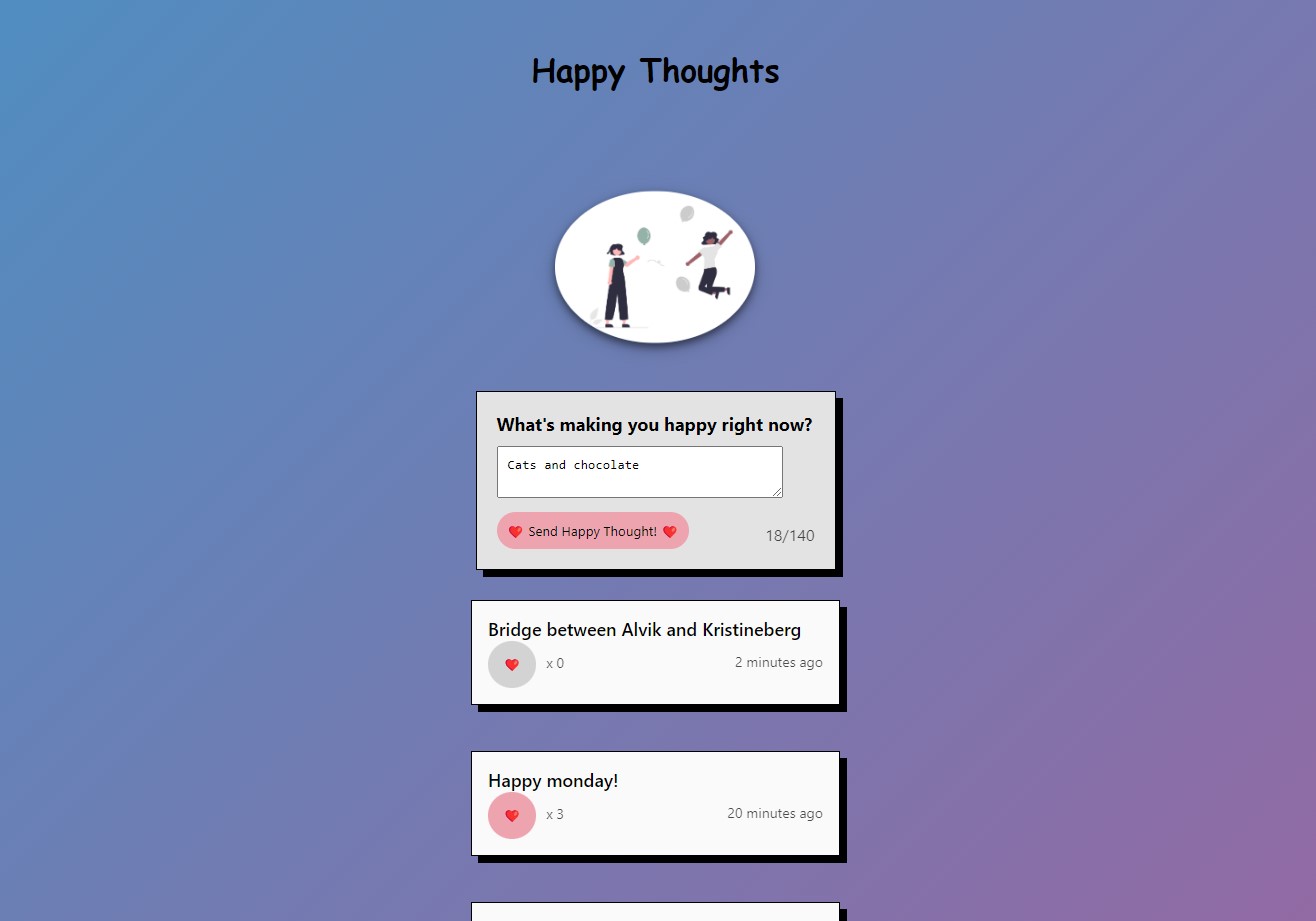 Happy Thoughts
What's making you happy right now?
Cats and chocolate
❤️ Send Happy Thought! ❤️
18/140
Bridge between Alvik and Kristineberg
❤️ x 0
2 minutes ago
Happy monday!
❤️ x 3
20 minutes ago